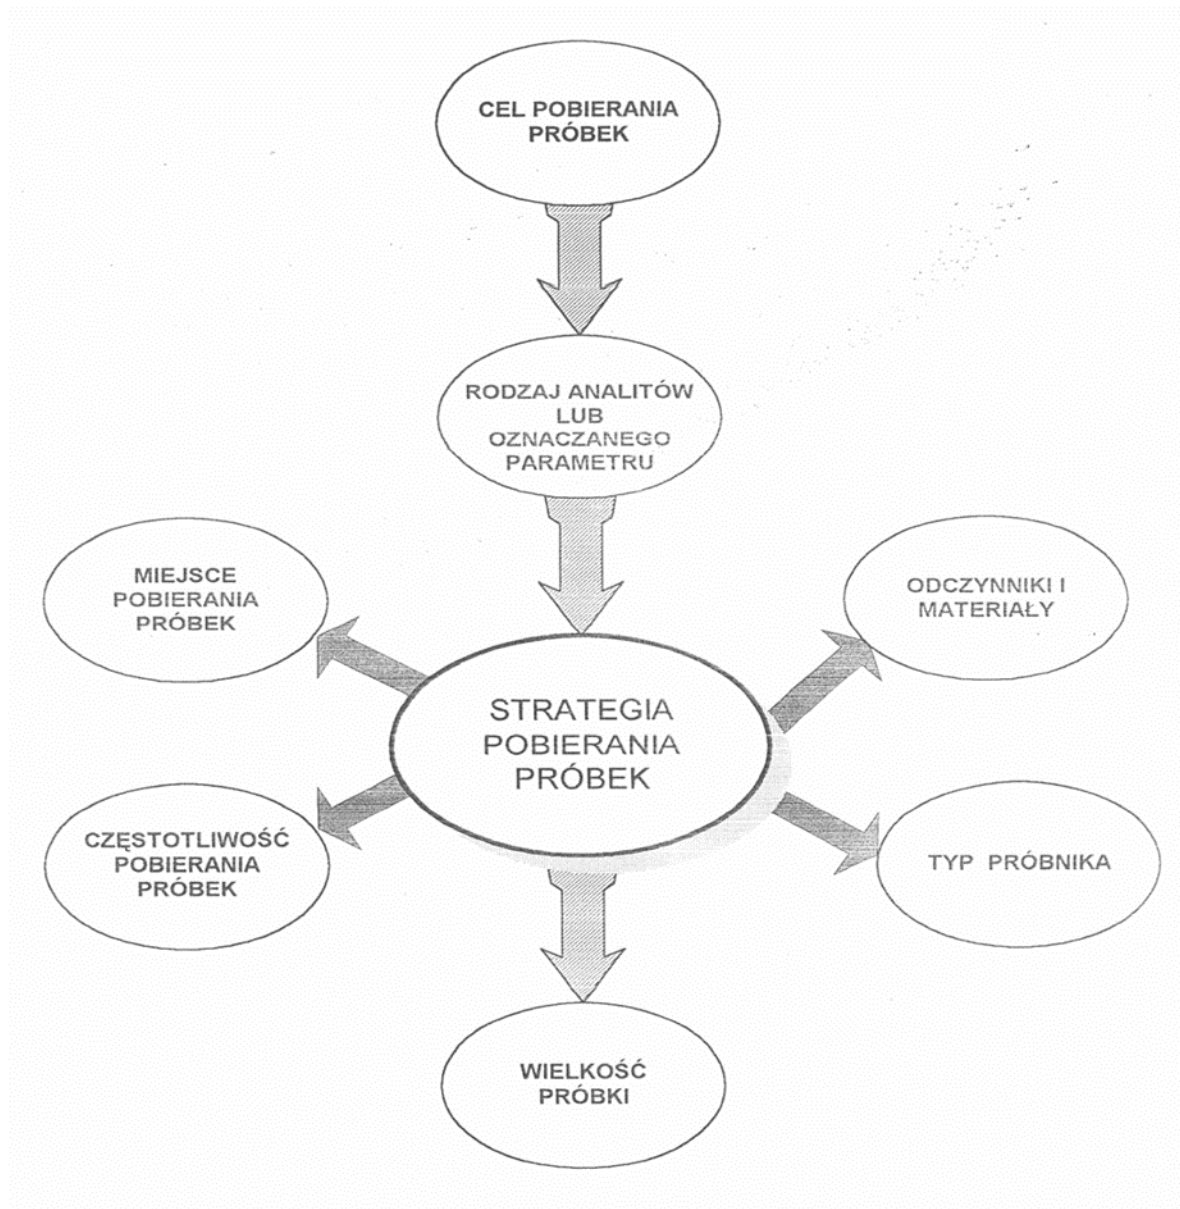 CEL POBIERANIA
PRÓBEK
RODZAJ ANALITÓW
LUB
OZNACZANEGO
PARAMETRU
MIEJSCE
POBIERANIA
PRÓBEK
ODCZYNNIKI I
MATERIAŁY
STRATEGIA
POBIERANIA
PRÓBEK
CZĘSTOTLIWOŚĆ
POBIERANIA
PRÓBEK
TYP PRÓBNIKA
WIELKOŚĆ
PRÓBKI